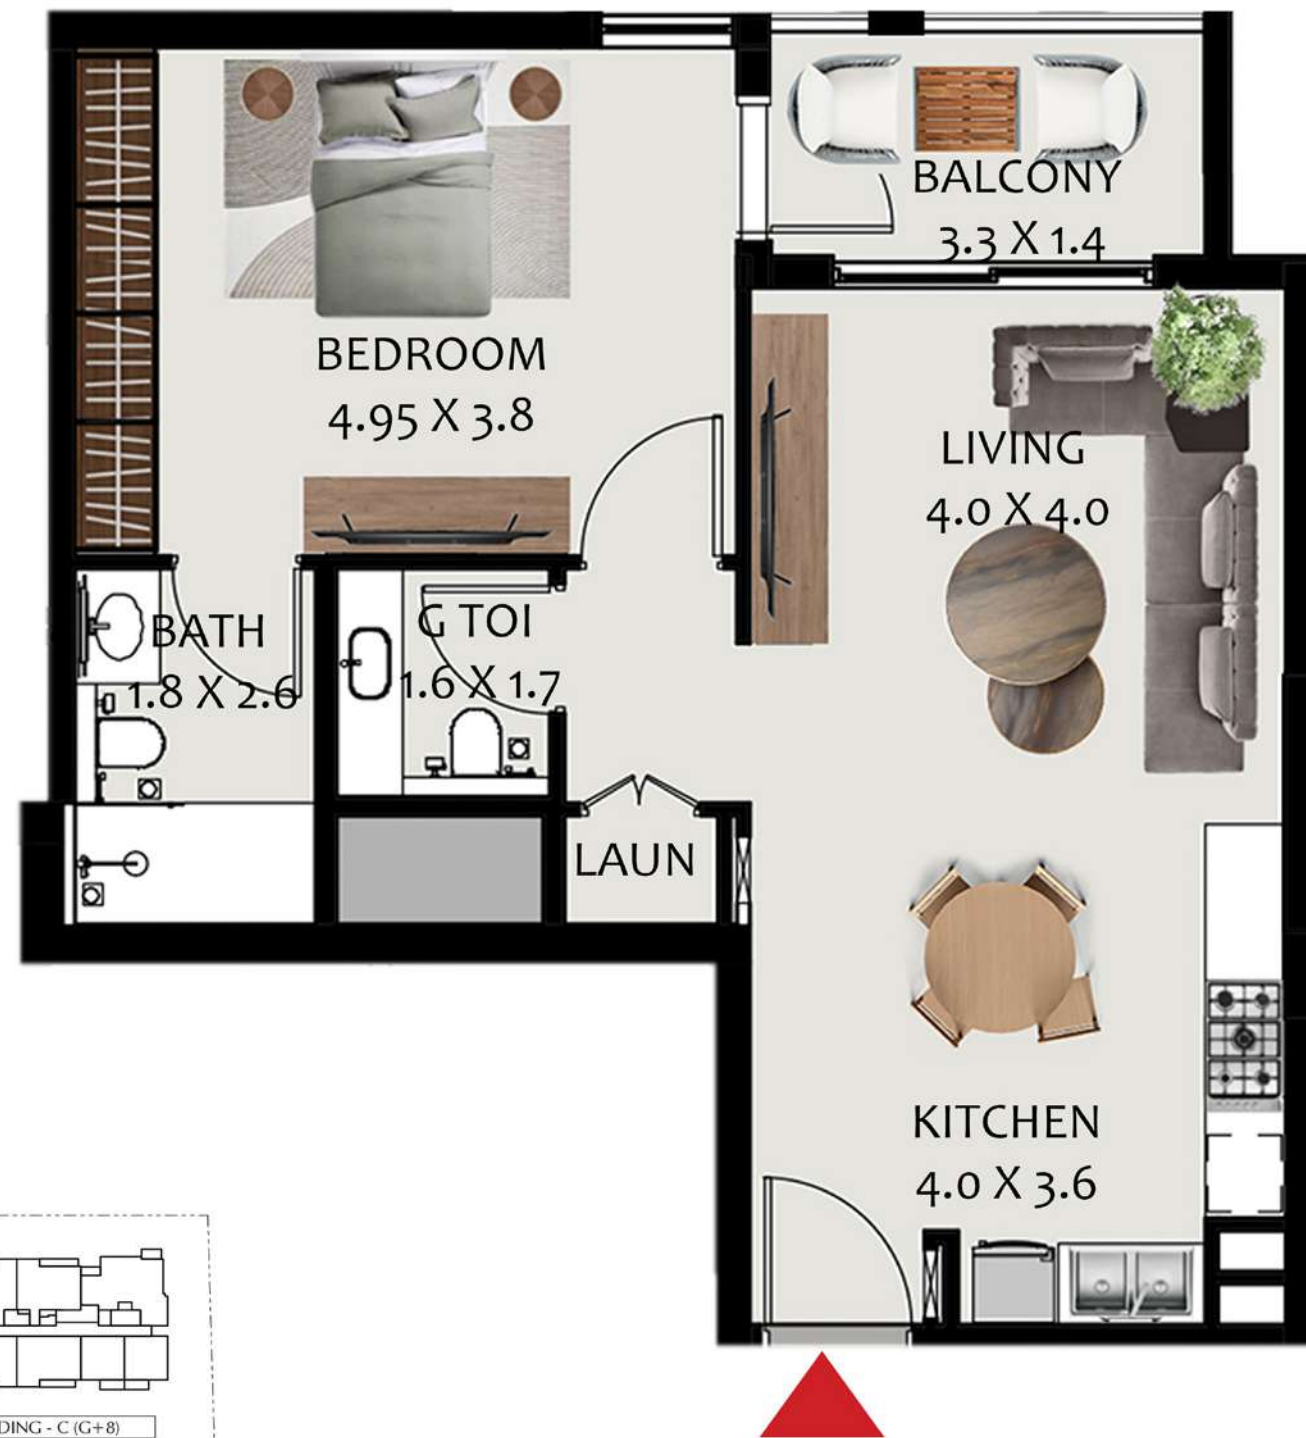 BALCONY
3.3 X 1.4
BEDROOM
4.95 X 3.8
LIVING
4.0 X 4.0
G TOI
1.6 X 1.7
BATH
1.8 X 2.6
LAUN
KITCHEN
4.0 X 3.6
DING - C (G+8)